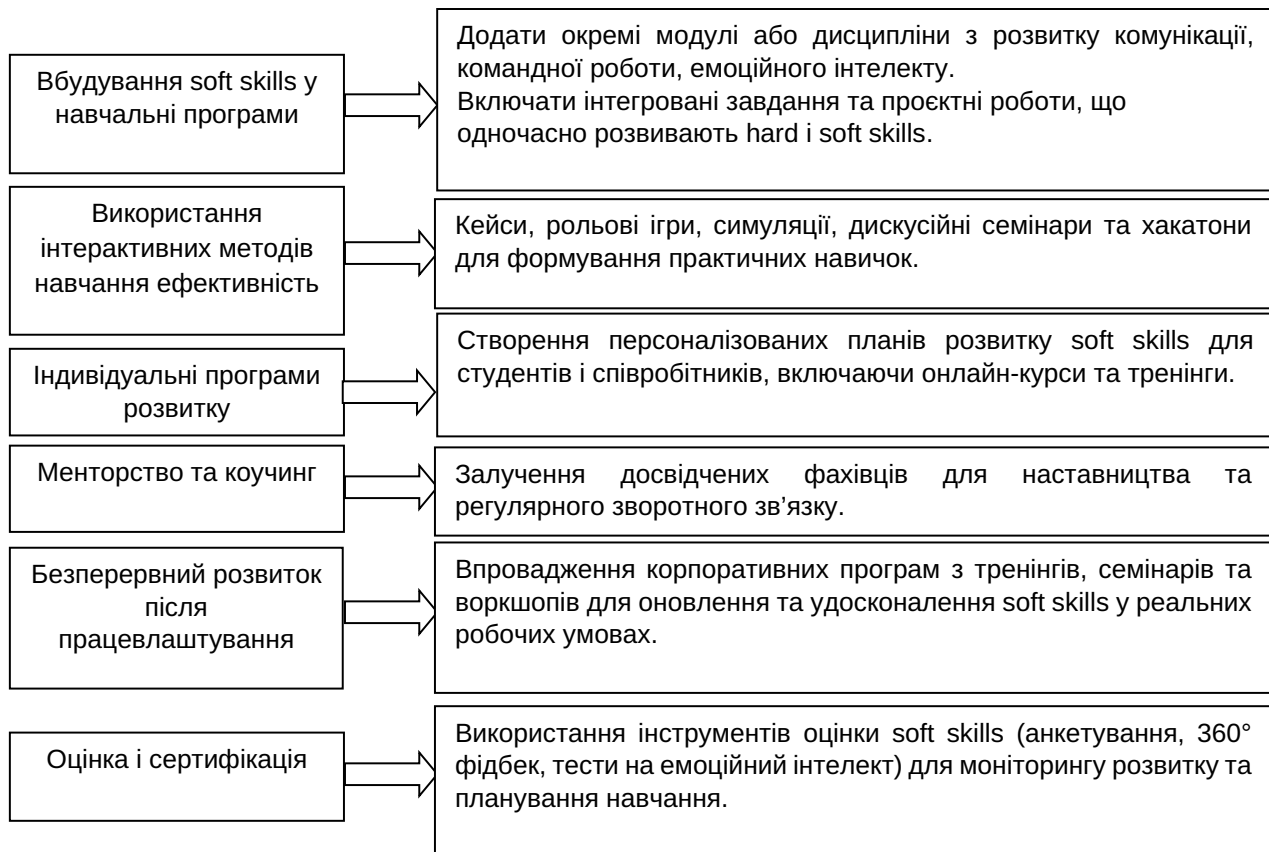 Вбудування soft skills у
навчальні програми
Додати окремі модулі або дисципліни з розвитку комунікації,
командної роботи, емоційного інтелекту.
Включати інтегровані завдання та проєктні роботи, що
одночасно розвивають hard і soft skills.
Використання
інтерактивних методів
навчання ефективність
Кейси, рольові ігри, симуляції, дискусійні семінари та хакатони
для формування практичних навичок.
Індивідуальні програми
розвитку
Створення персоналізованих планів розвитку soft skills для
студентів і співробітників, включаючи онлайн-курси та тренінги.
Менторство та коучинг
Залучення досвідчених фахівців для наставництва та
регулярного зворотного зв’язку.
Безперервний розвиток
після
працевлаштування
Впровадження корпоративних програм з тренінгів, семінарів та
воркшопів для оновлення та удосконалення soft skills у реальних
робочих умовах.
Оцінка і сертифікація
Використання інструментів оцінки soft skills (анкетування, 360°
фідбек, тести на емоційний інтелект) для моніторингу розвитку та
планування навчання.